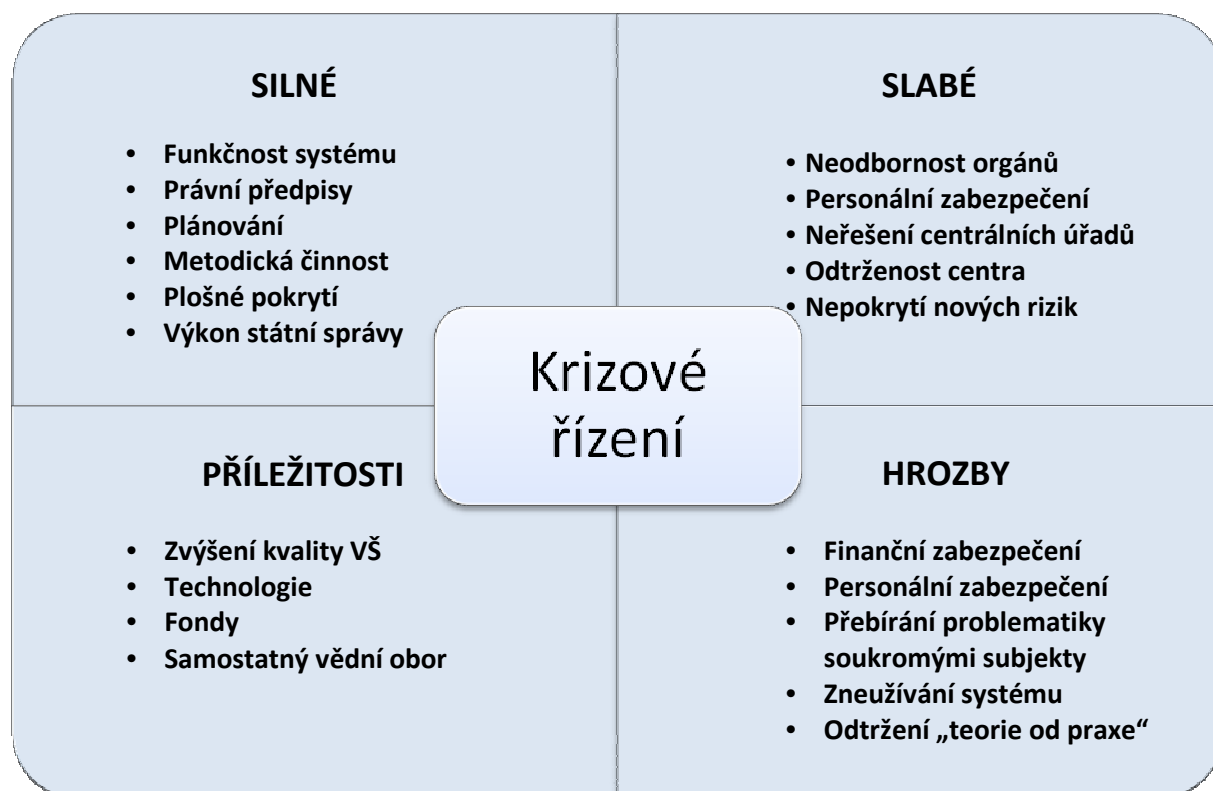 SILNÉ
• Funkčnost systému
• Právní předpisy
• Plánování
• Metodická činnost
• Plošné pokrytí
• Výkon státní správy
SLABÉ
• Neodbornost orgánů
• Personální zabezpečení
• Neřešení centrálních úřadů
• Odtrženost centra
• Nepokrytí nových rizik
Krizové
řízení
PŘÍLEŽITOSTI
• Zvýšení kvality VŠ
• Technologie
• Fondy
• Samostatný vědní obor
HROZBY
• Finanční zabezpečení
• Personální zabezpečení
• Přebírání problematiky
soukromými subjekty
• Zneužívání systému
• Odtržení „teorie od praxe“